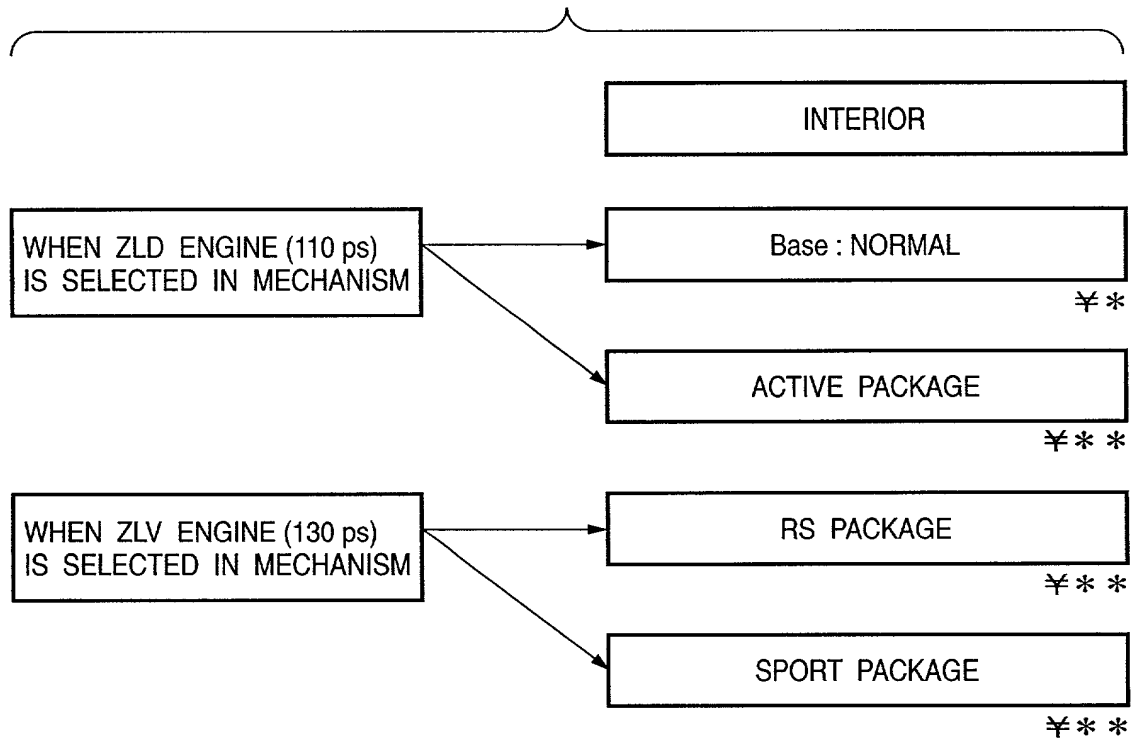 INTERIOR
WHEN ZLD ENGINE (110 ps)
IS SELECTED IN MECHANISM
Base : NORMAL
¥*
ACTIVE PACKAGE
¥**
WHEN ZLV ENGINE (130 ps)
IS SELECTED IN MECHANISM
RS PACKAGE
¥**
SPORT PACKAGE
¥**